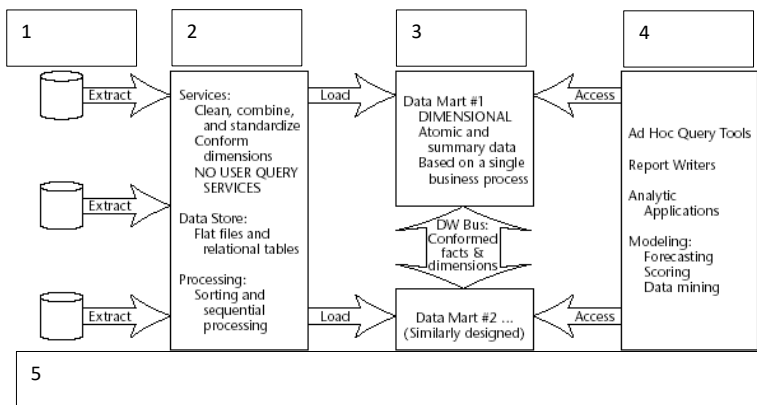 1
2
3
4
Extract
Services:
Clean, combine,
and standardize
Conform
dimensions
NO USER QUERY
SERVICES
Extract
Data Store:
Flat files and
relational tables
Processing:
Sorting and
sequential
processing
Extract
Load
Load
Data Mart #1
DIMENSIONAL
Atomic and
summary data
Based on a single
business process
DW Bus:
Conformed
facts &
dimensions
Data Mart #2 ...
(Similarly designed)
Access
Access
Ad Hoc Query Tools
Report Writers
Analytic
Applications
Modeling:
Forecasting
Scoring
Data mining
5